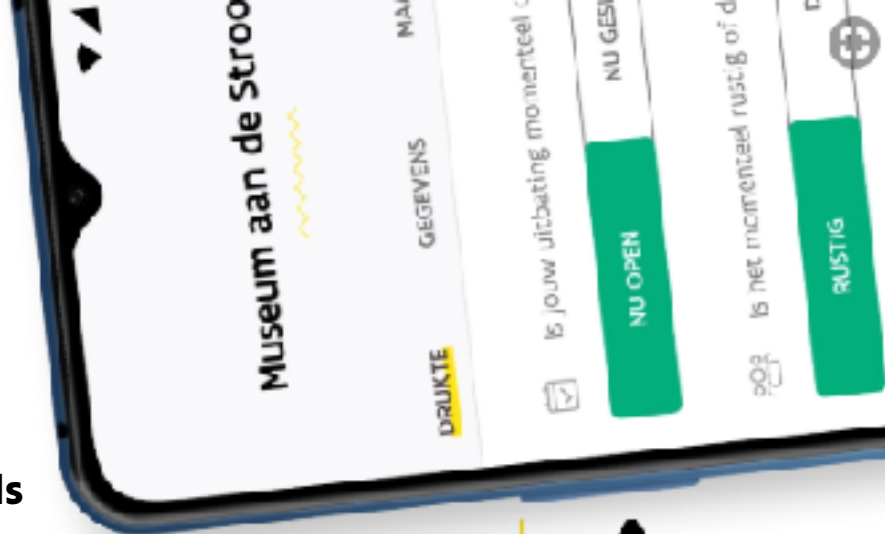 Museum aan de Stroo
DRUKTE
GEGEVENS
MAA
Is jouw uitbating momenteel
NU OPEN
NU GES
Is het momenteel rustig of d
RUSTIG
ls